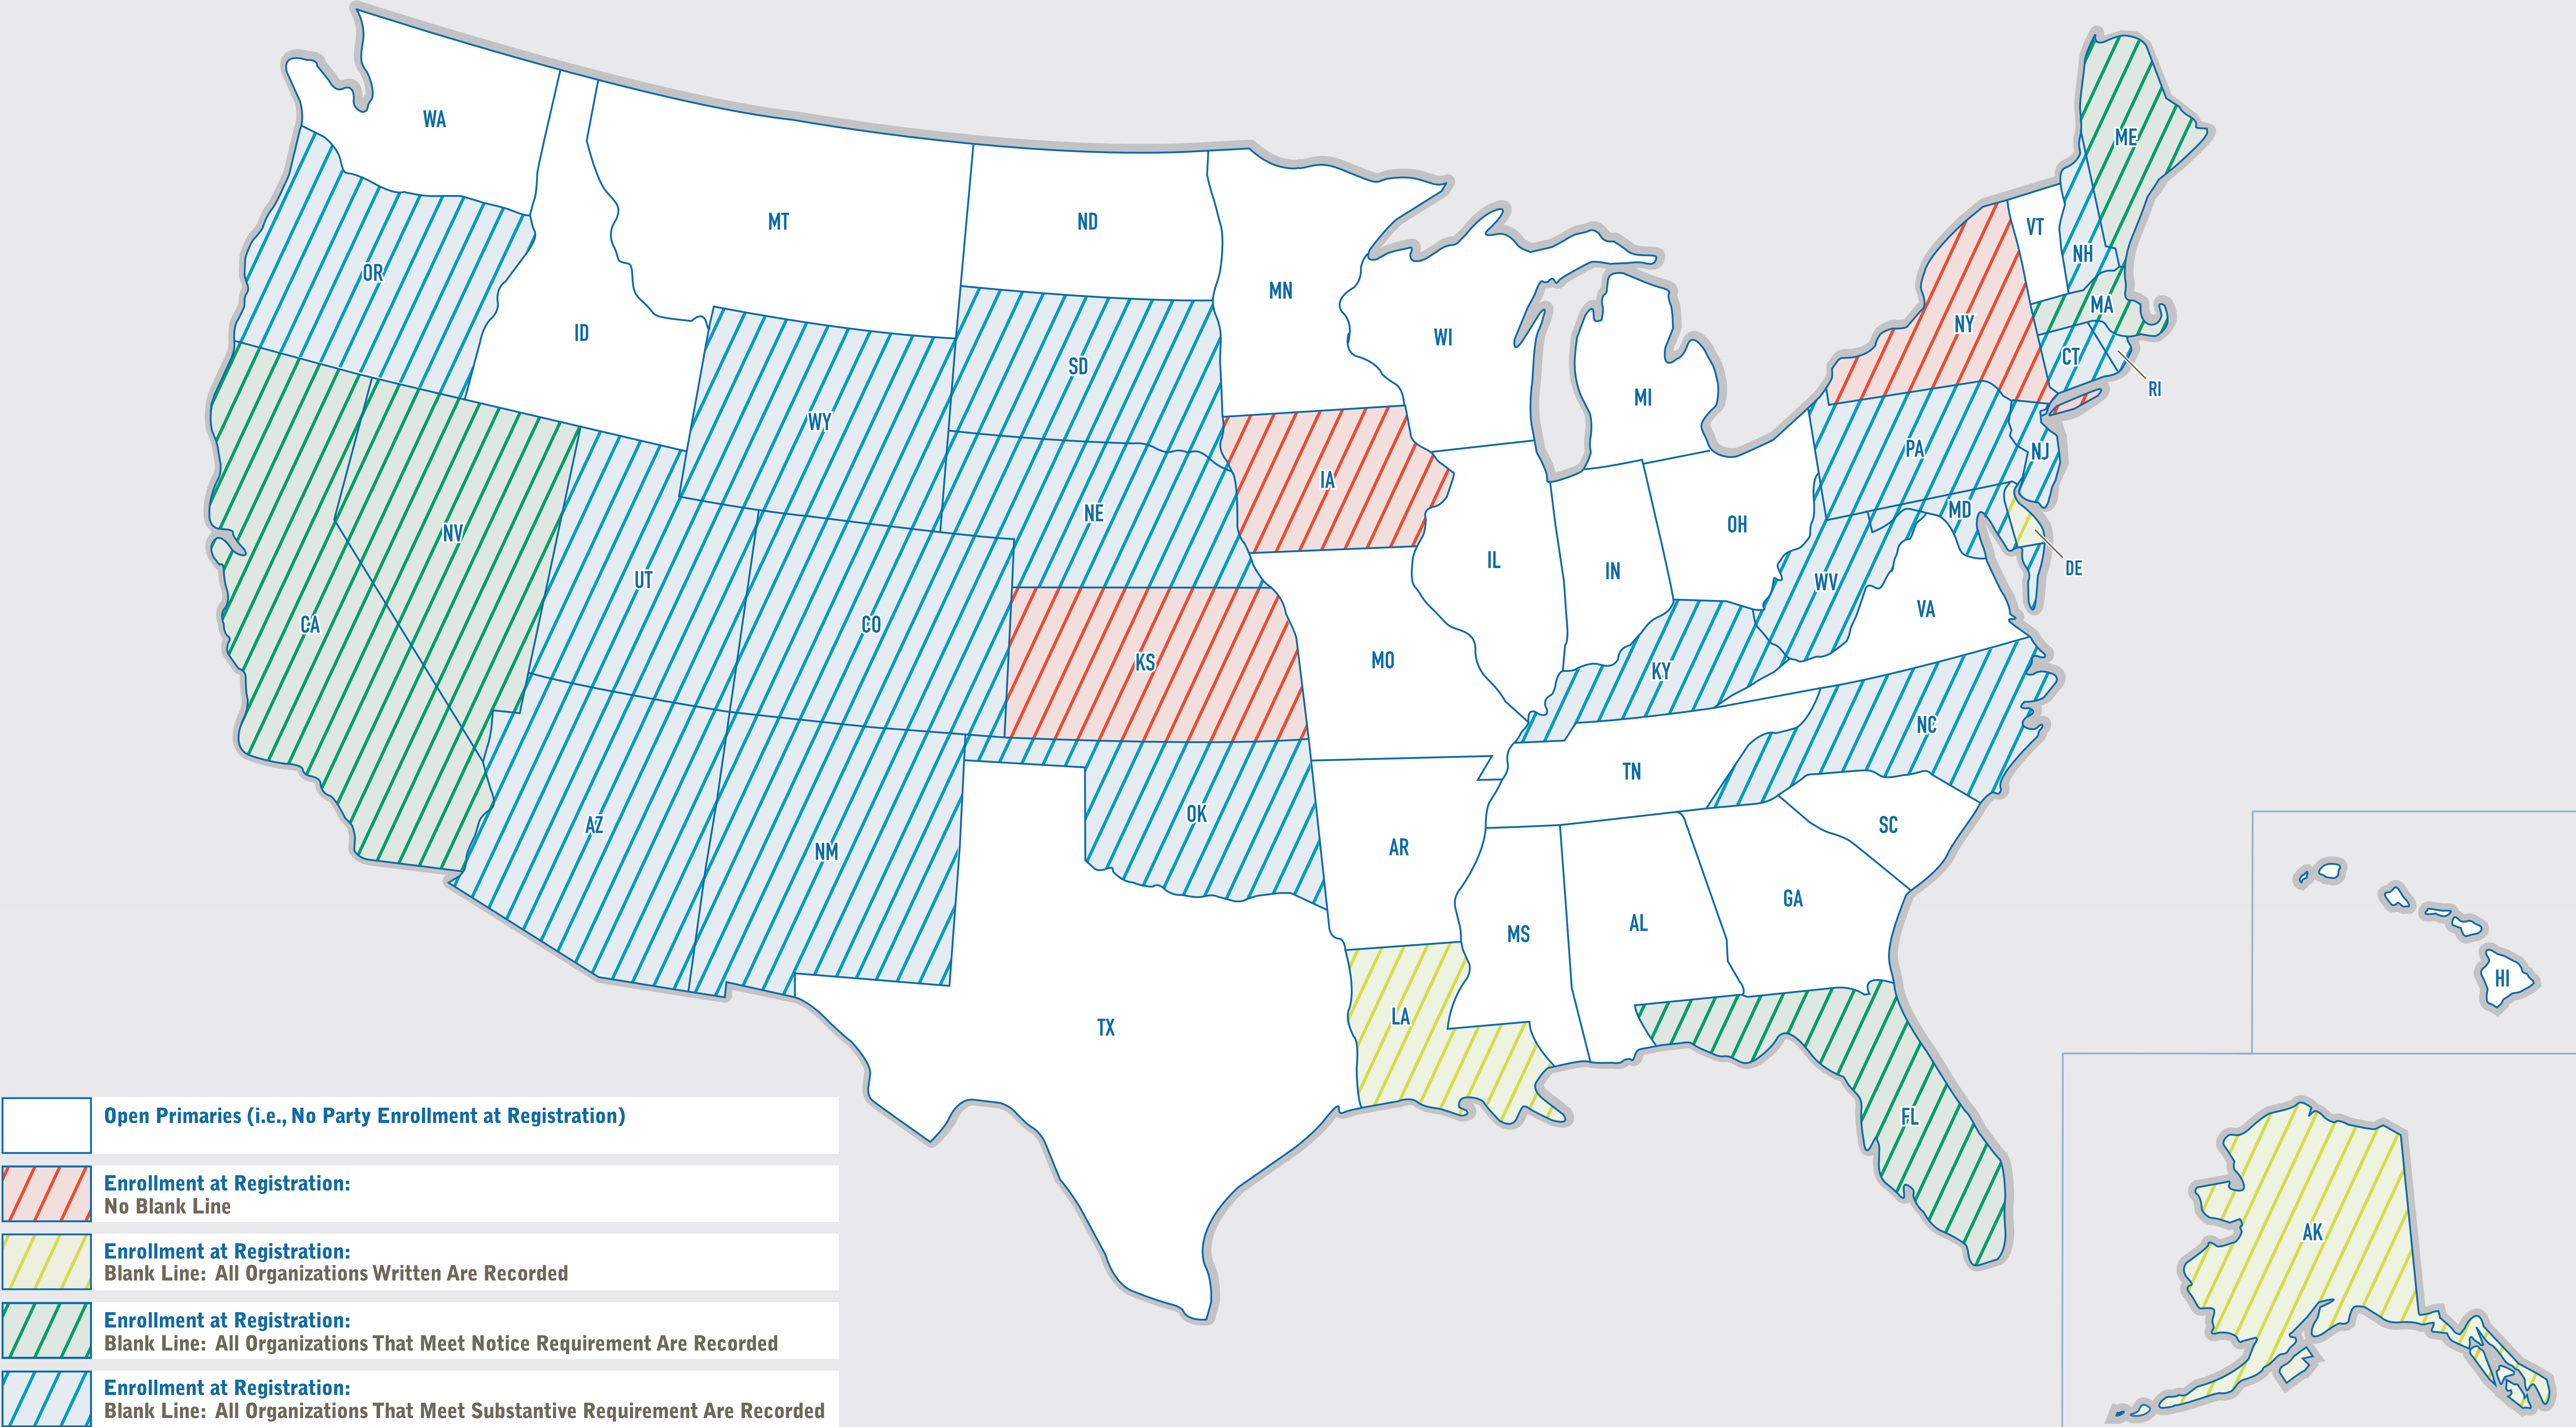 WA
MT
ND
MN
OR
ID
SD
WI
MI
WY
IA
NE
NV
UT
CA
CO
KS
MO
IL
IN
OH
KY
WV
VA
PA
NJ
MD
DE
NY
VT
NH
ME
MA
CT
RI
NC
TN
SC
AZ
NM
OK
AR
MS
AL
GA
TX
LA
FL
HI
AK
Open Primaries (i.e., No Party Enrollment at Registration)
Enrollment at Registration:
No Blank Line
Enrollment at Registration:
Blank Line: All Organizations Written Are Recorded
Enrollment at Registration:
Blank Line: All Organizations That Meet Notice Requirement Are Recorded
Enrollment at Registration:
Blank Line: All Organizations That Meet Substantive Requirement Are Recorded